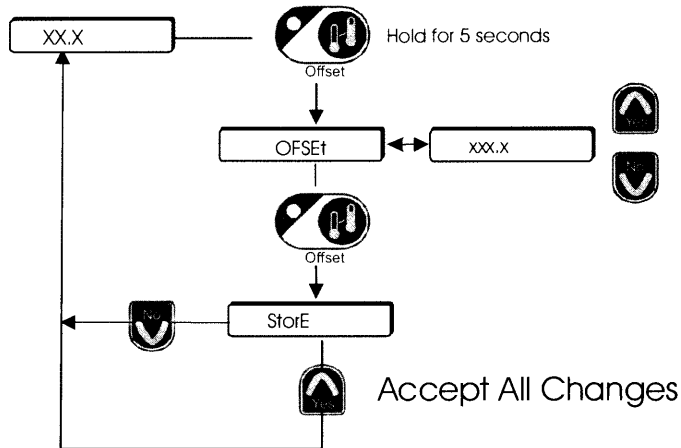 XX.X
Hold for 5 seconds
Offset
OFSEt
xxx.x
Yes
No
Offset
StorE
No
Yes
Accept All Changes